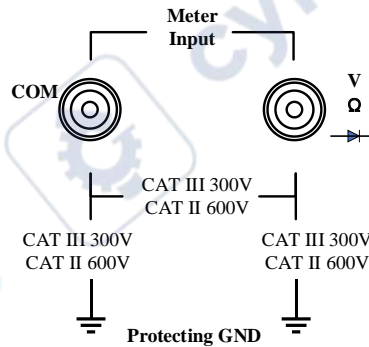 Meter
Input
COM
V
Ω
CAT III 300V
CAT II 600V
CAT III 300V
CAT II 600V
CAT III 300V
CAT II 600V
Protecting GND